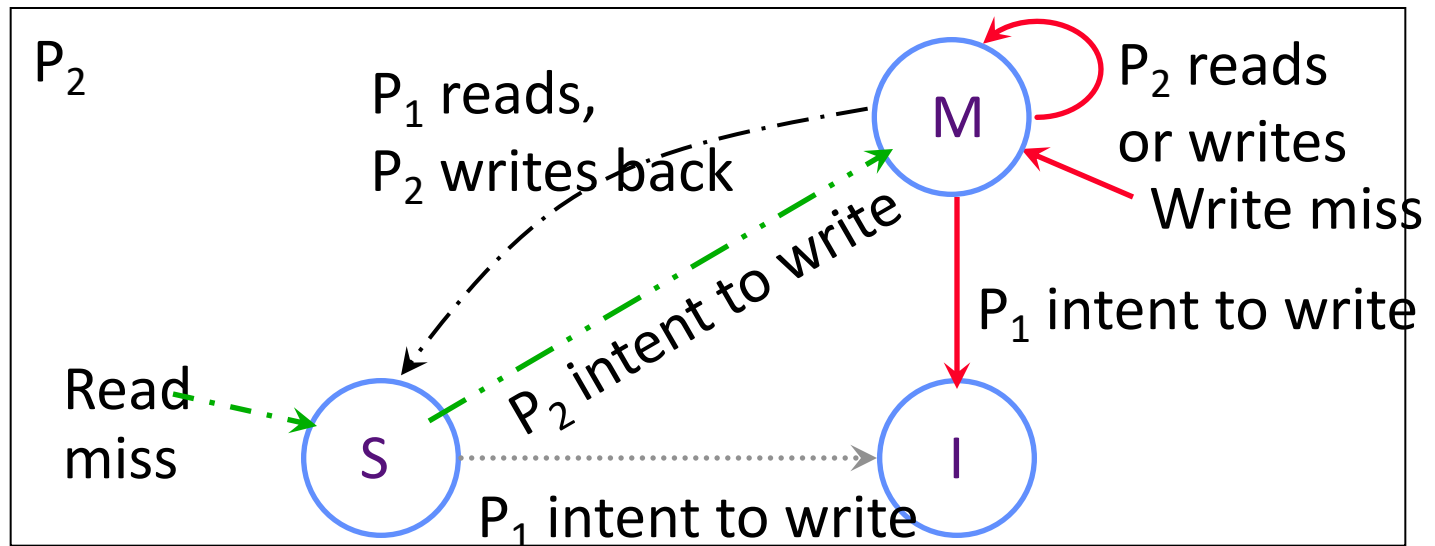 P₂
P₁ reads,
P₂ writes back
M
P₂ reads
or writes
Write miss
P₂ intent to write
P₁ intent to write
Read
miss
S
I
P₁ intent to write